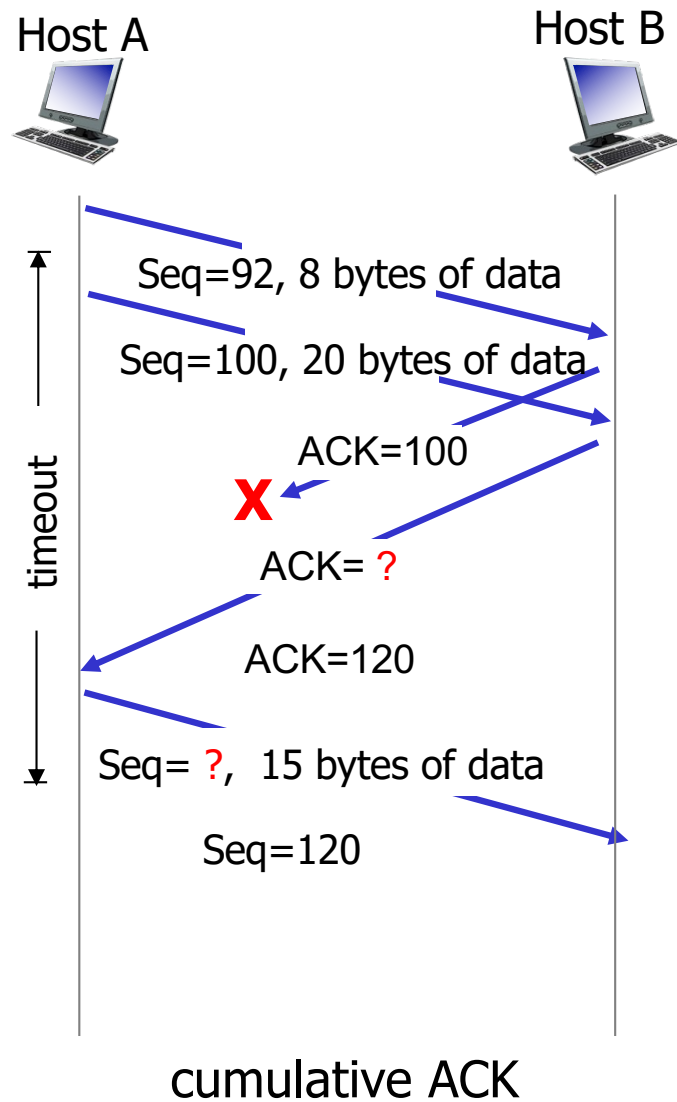 Host A
Host B
Seq=92, 8 bytes of data
Seq=100, 20 bytes of data
ACK=100
X
timeout
ACK= ?
ACK=120
Seq= ?, 15 bytes of data
Seq=120
cumulative ACK